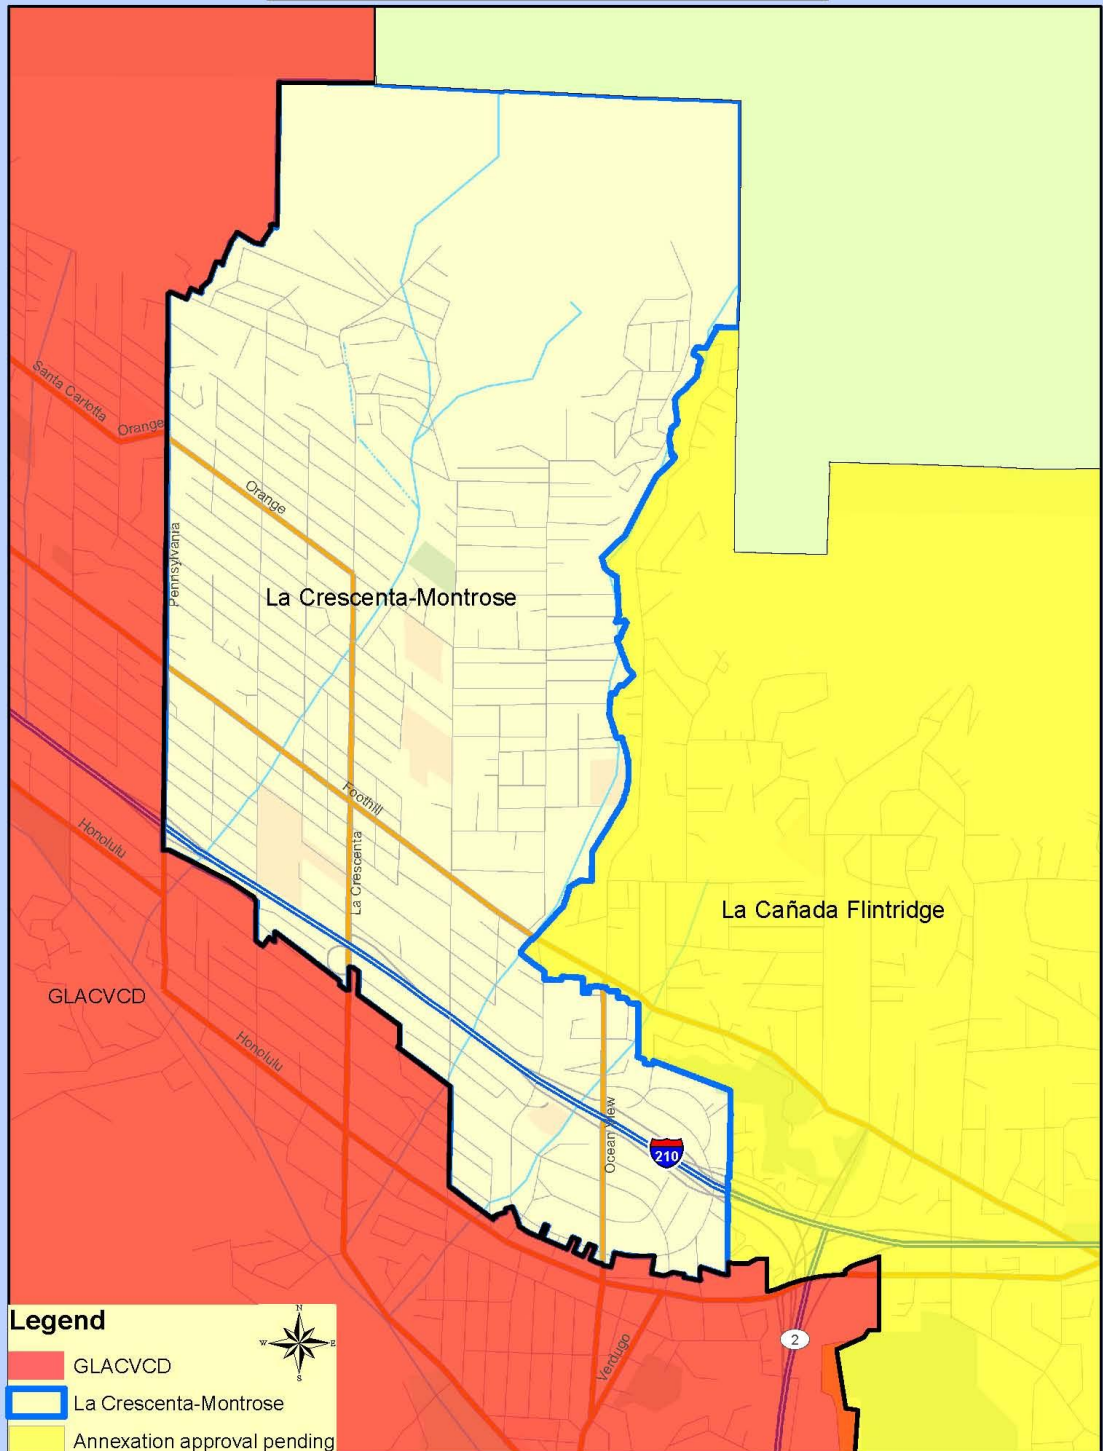 Santa Carlotta
Orange
Orange
Pennsylvania
La Crescenta-Montrose
Foothill
Honolulu
La Crescenta
La Cañada Flintridge
GLACVCD
Honolulu
Ocean View
210
Verdugo
2
Legend
N
W
E
S
GLACVCD
La Crescenta-Montrose
Annexation approval pending